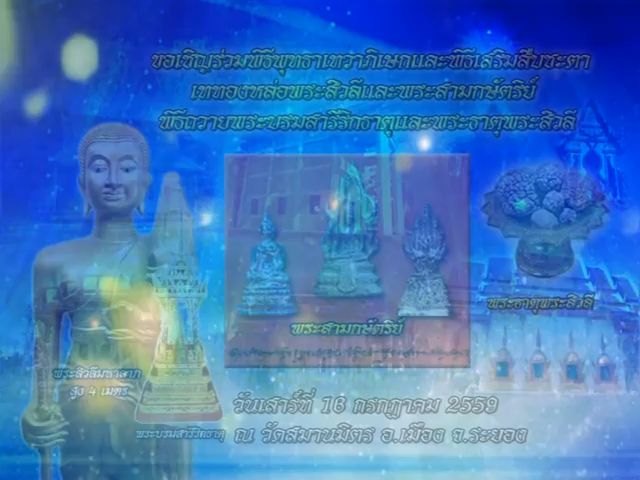 ขอเชิญร่วมพิธีพุทธาเทวาภิเษกและพิธีเสริมสืบชะตา
เททองหล่อพระสิวลีและพระสามกษัตริย์
พิธีถวายพระบรมสารีริกธาตุและพระธาตุพระสิวลี
พระธาตุพระสิวลี
พระสามกษัตริย์
พระสิวลีมหาลาภ
สูง 4 เมตร
พระบรมสารีริกธาตุ
วันเสาร์ที่ 16 กรกฎาคม 2559
ณ วัดสมานมิตร อ.เมือง จ.ระยอง